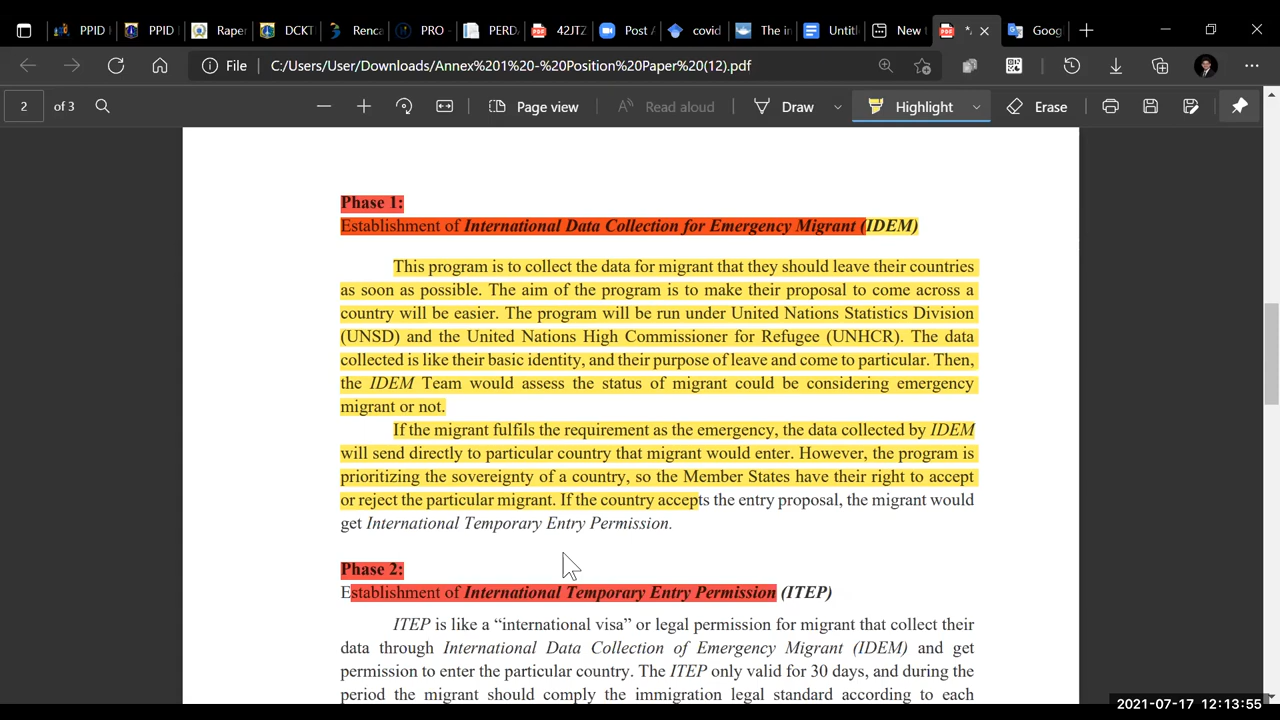 PPID
PPID
Raper
DCKT
Renca
PRO -
PERD
42JTZ
Post A
covid
The in
Untitl
New t
*.
Goog
File C:/Users/User/Downloads/Annex%201%20-%20Position%20Paper%20(12).pdf
2 of 3 Page view Read aloud Draw Highlight Erase
Phase 1:
Establishment of International Data Collection for Emergency Migrant (IDEM)
This program is to collect the data for migrant that they should leave their countries
as soon as possible. The aim of the program is to make their proposal to come across a
country will be easier. The program will be run under United Nations Statistics Division
(UNSD) and the United Nations High Commissioner for Refugee (UNHCR). The data
collected is like their basic identity, and their purpose of leave and come to particular. Then,
the IDEM Team would assess the status of migrant could be considering emergency
migrant or not.
If the migrant fulfils the requirement as the emergency, the data collected by IDEM
will send directly to particular country that migrant would enter. However, the program is
prioritizing the sovereignty of a country, so the Member States have their right to accept
or reject the particular migrant. If the country accepts the entry proposal, the migrant would
get International Temporary Entry Permission.
Phase 2:
Establishment of International Temporary Entry Permission (ITEP)
ITEP is like a “international visa” or legal permission for migrant that collect their
data through International Data Collection of Emergency Migrant (IDEM) and get
permission to enter the particular country. The ITEP only valid for 30 days, and during the
period the migrant should comply the immigration legal standard according to each
2021-07-17 12:13:55